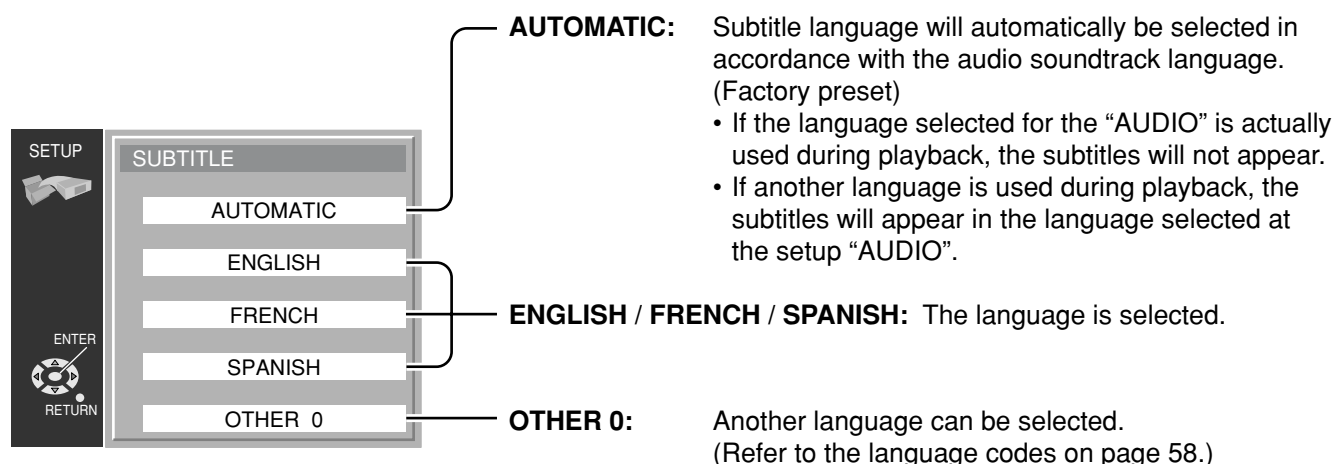 SETUP
SUBTITLE
AUTOMATIC
ENGLISH
FRENCH
SPANISH
OTHER 0
ENTER
RETURN
AUTOMATIC: Subtitle language will automatically be selected in
accordance with the audio soundtrack language.
(Factory preset)
• If the language selected for the “AUDIO” is actually
used during playback, the subtitles will not appear.
• If another language is used during playback, the
subtitles will appear in the language selected at
the setup “AUDIO”.
ENGLISH / FRENCH / SPANISH: The language is selected.
OTHER 0: Another language can be selected.
(Refer to the language codes on page 58.)